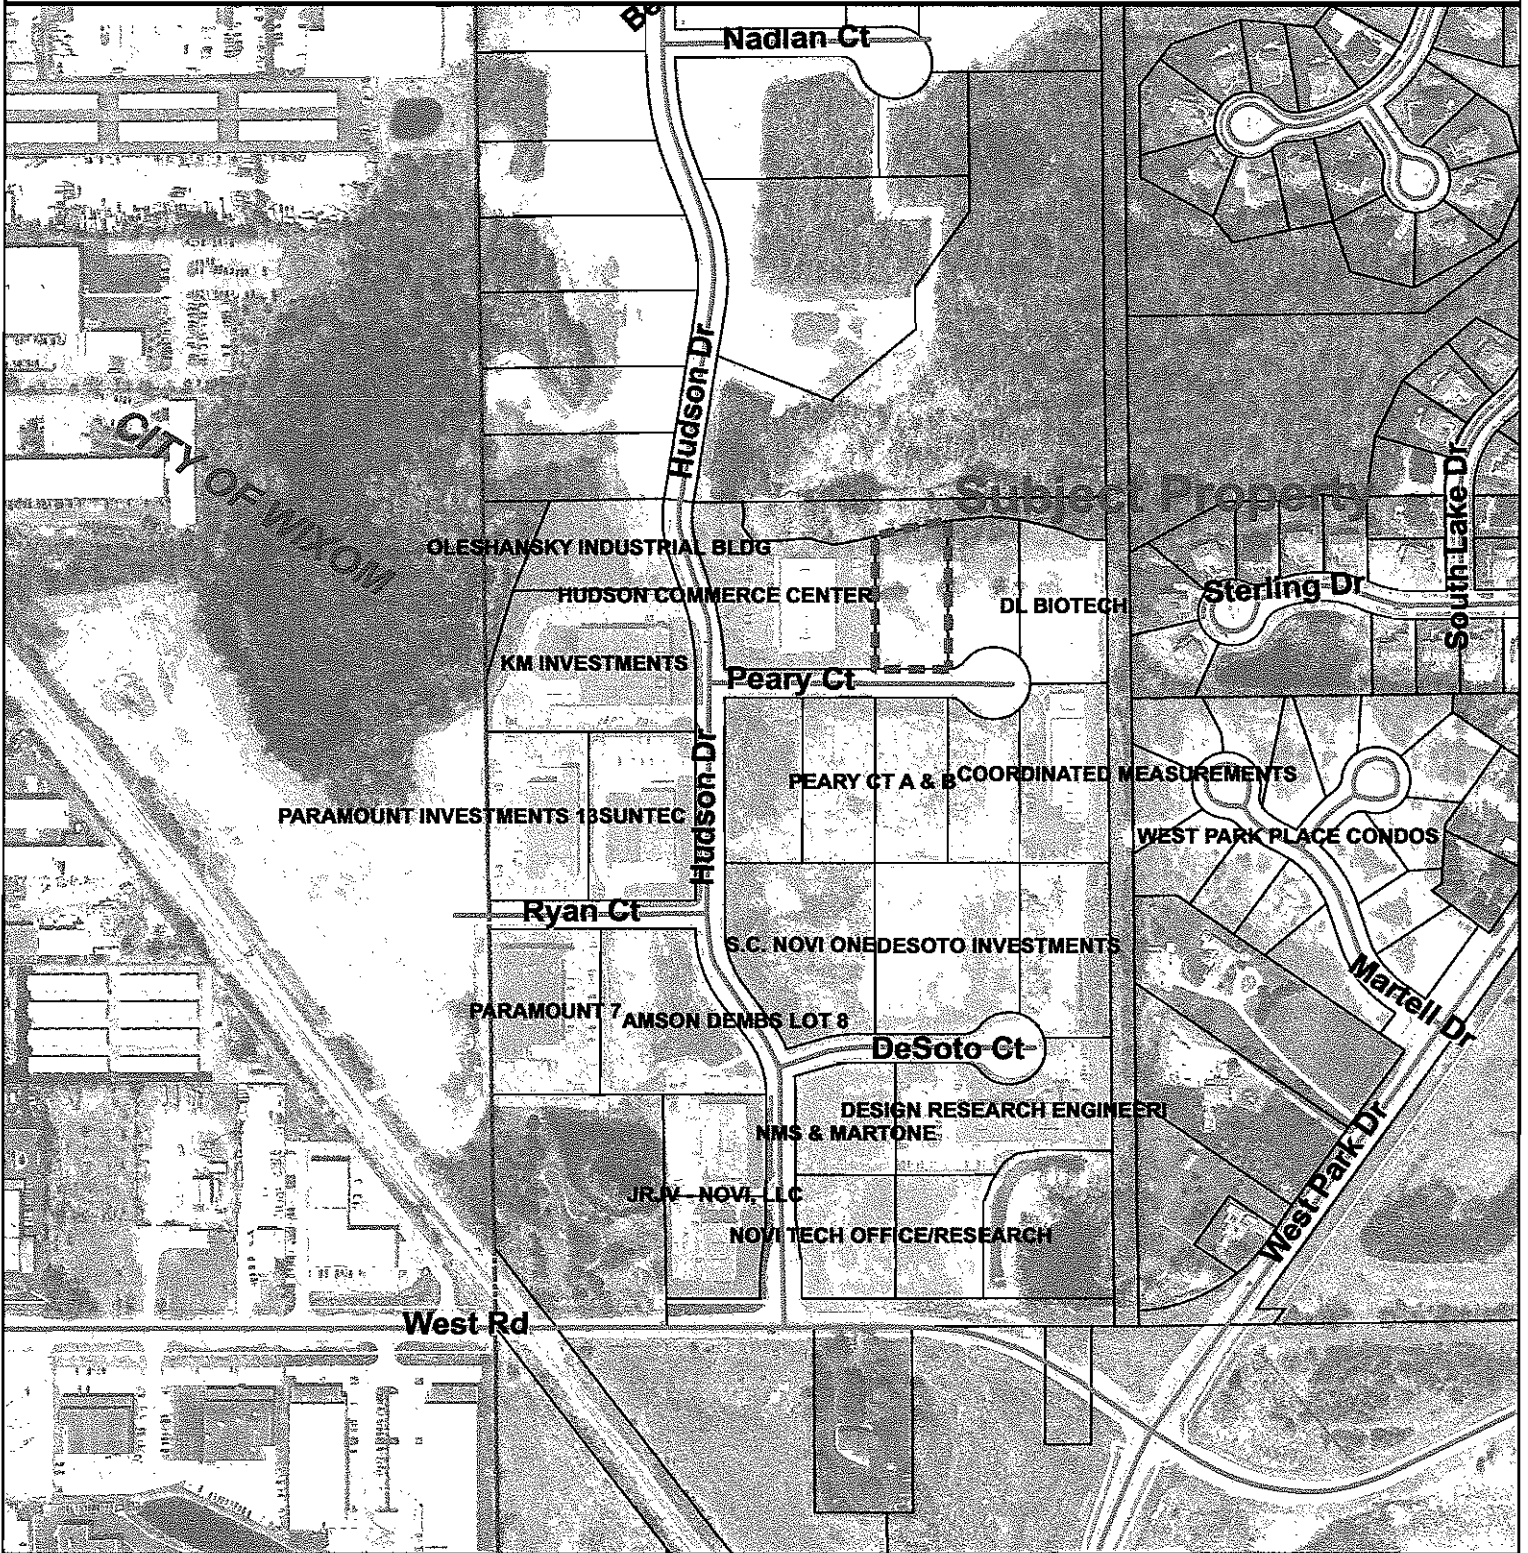 Nadlan Ct
Hudson Dr
CITY OF WIXOM
Subject Property
South Lake Dr
OLESHANSKY INDUSTRIAL BLDG
HUDSON COMMERCE CENTER
DL BIOTECH
Sterling Dr
KM INVESTMENTS
Peary Ct
Hudson Dr
PEARY CT A & B
COORDINATED MEASUREMENTS
PARAMOUNT INVESTMENTS 13
SUNTEC
WEST PARK PLACE CONDOS
Ryan Ct
S.C. NOVI ONE
DESOTO INVESTMENTS
Martell Dr
PARAMOUNT 7
AMSON DEMBS LOT 8
DeSoto Ct
DESIGN RESEARCH ENGINEERI
NMS & MARTONE
West Park Dr
JRJV - NOVI, LLC
NOVI TECH OFFICE/RESEARCH
West Rd